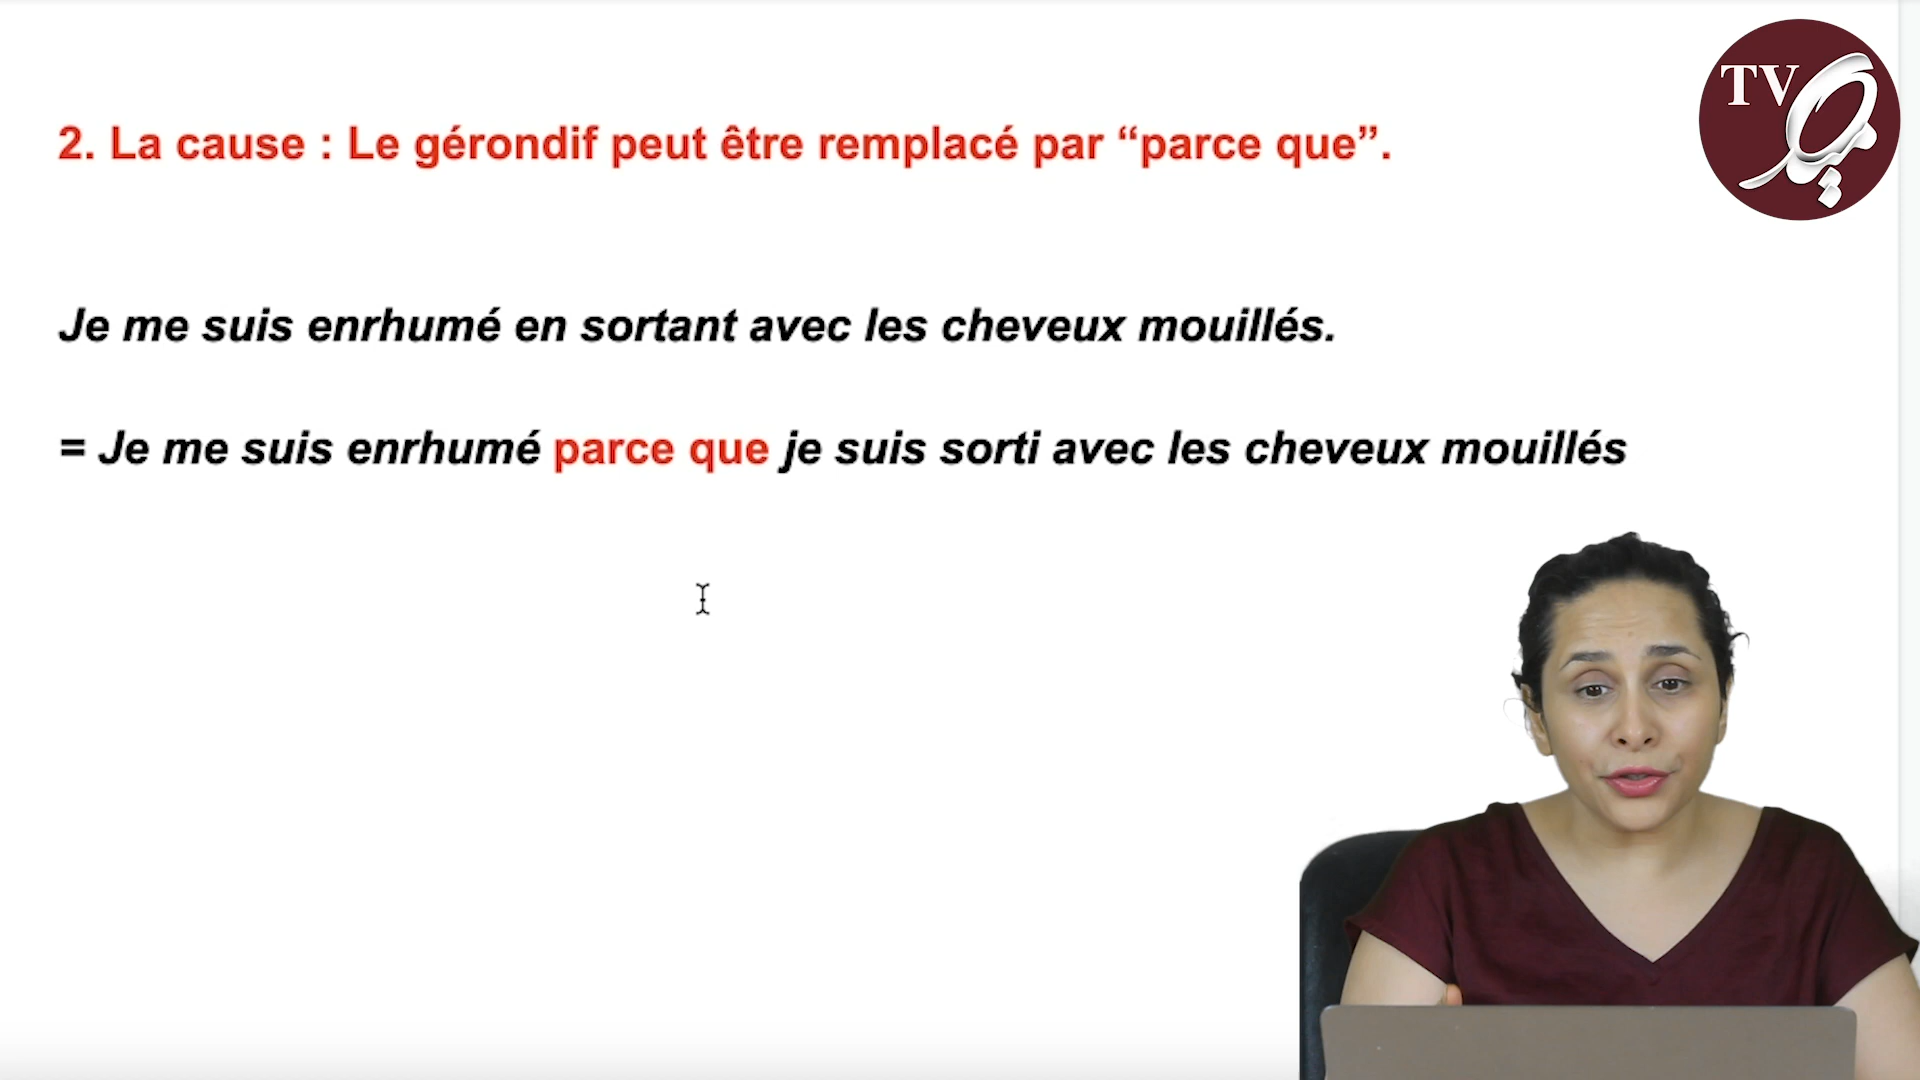 TV
2. La cause : Le gérondif peut être remplacé par “parce que”.
Je me suis enrhumé en sortant avec les cheveux mouillés.
= Je me suis enrhumé parce que je suis sorti avec les cheveux mouillés